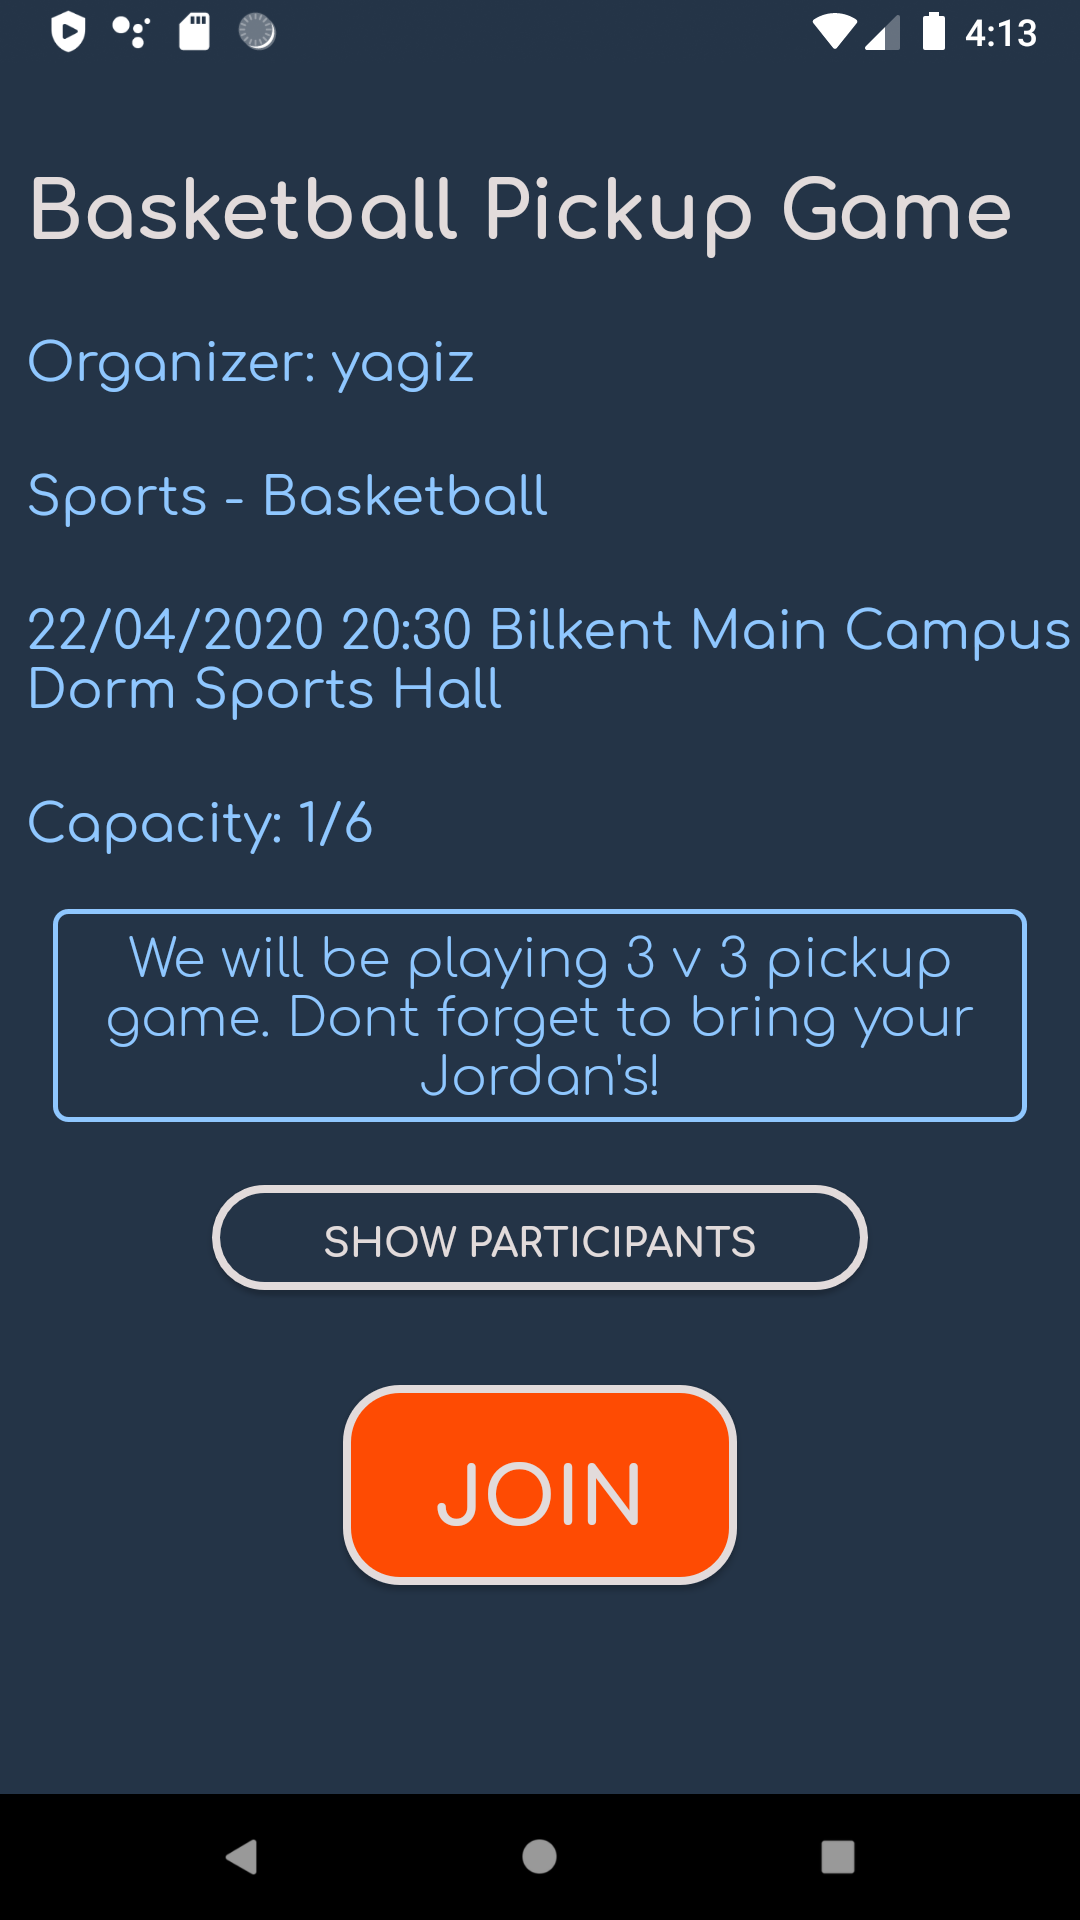 4:13
Basketball Pickup Game
Organizer: yagiz
Sports - Basketball
22/04/2020 20:30 Bilkent Main Campus
Dorm Sports Hall
Capacity: 1/6
We will be playing 3 v 3 pickup
game. Dont forget to bring your
Jordan's!
SHOW PARTICIPANTS
JOIN